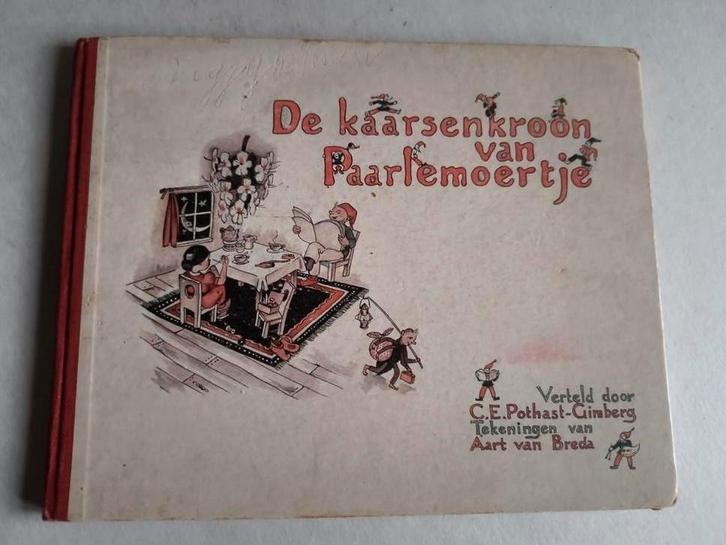 De kaarsenkroon
van
Paarlemoertje
Verteld door
C.E. Pothast-Gimberg
Tekeningen van
Aart van Breda